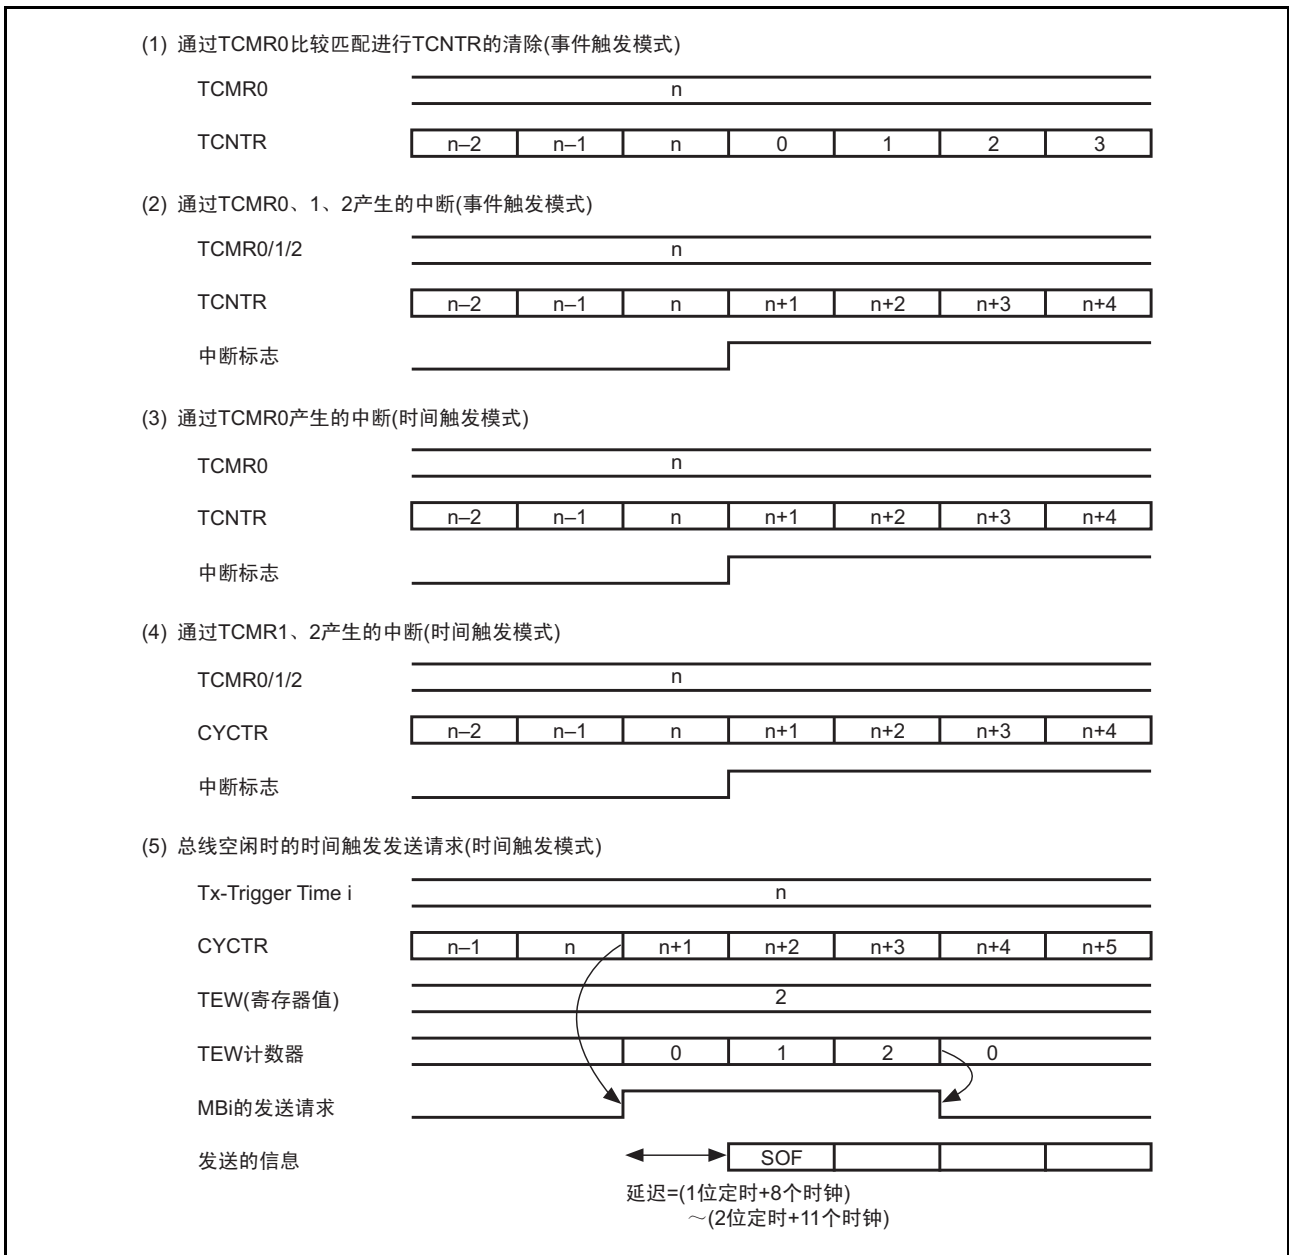 (1) 通过TCMR0比较匹配进行TCNTR的清除(事件触发模式)
TCMR0 n
TCNTR n–2 n–1 n 0 1 2 3
(2) 通过TCMR0、1、2产生的中断(事件触发模式)
TCMR0/1/2 n
TCNTR n–2 n–1 n n+1 n+2 n+3 n+4
中断标志
(3) 通过TCMR0产生的中断(时间触发模式)
TCMR0 n
TCNTR n–2 n–1 n n+1 n+2 n+3 n+4
中断标志
(4) 通过TCMR1、2产生的中断(时间触发模式)
TCMR0/1/2 n
CYCTR n–2 n–1 n n+1 n+2 n+3 n+4
中断标志
(5) 总线空闲时的时间触发发送请求(时间触发模式)
Tx-Trigger Time i n
CYCTR n–1 n n+1 n+2 n+3 n+4 n+5
TEW(寄存器值) 2
TEW计数器 0 1 2 0
MBi的发送请求
发送的信息 SOF
延迟=(1位定时+8个时钟)
～(2位定时+11个时钟)